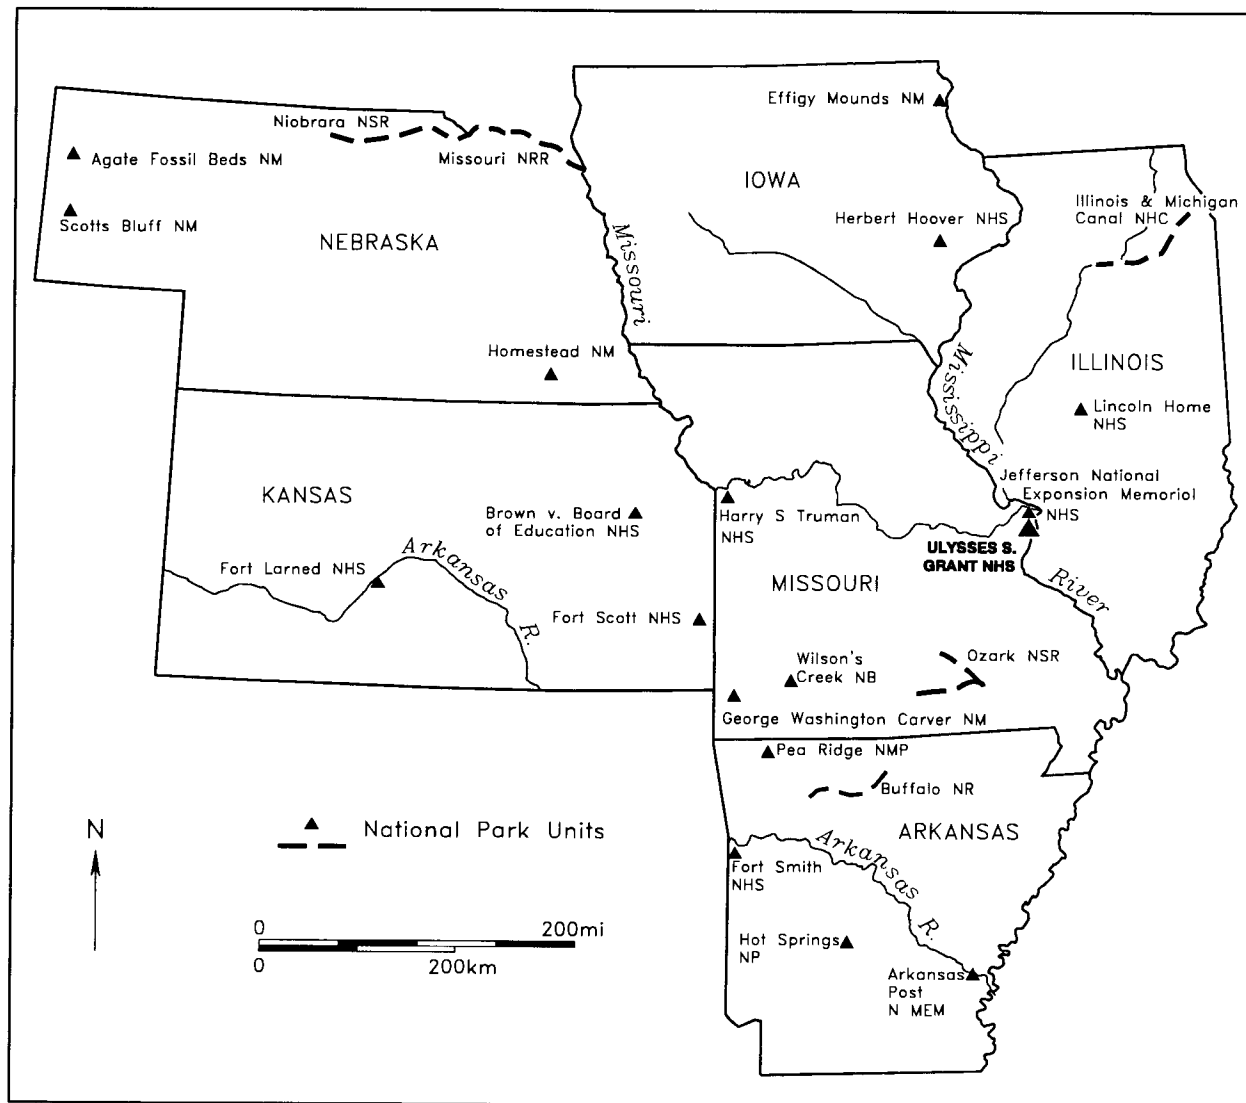 Effigy Mounds NM
Niobrara NSR
Missouri NRR
Agate Fossil Beds NM
Scotts Bluff NM
IOWA
Illinois & Michigan
Canal NHC
Herbert Hoover NHS
NEBRASKA
Missouri
Homestead NM
Mississippi
ILLINOIS
Lincoln Home
NHS
Jefferson National
Expansion Memoriol
NHS
KANSAS
Brown v. Board
of Education NHS
Harry S Truman
NHS
ULYSSES S.
GRANT NHS
Arkansas
R.
Fort Larned NHS
MISSOURI
River
Fort Scott NHS
Wilson's
Creek NB
Ozark NSR
George Washington Carver NM
Pea Ridge NMP
Buffalo NR
ARKANSAS
Arkansas
R.
Fort Smith
NHS
Hot Springs
NP
Arkansas
Post
N MEM
N
National Park Units
0
200mi
0
200km